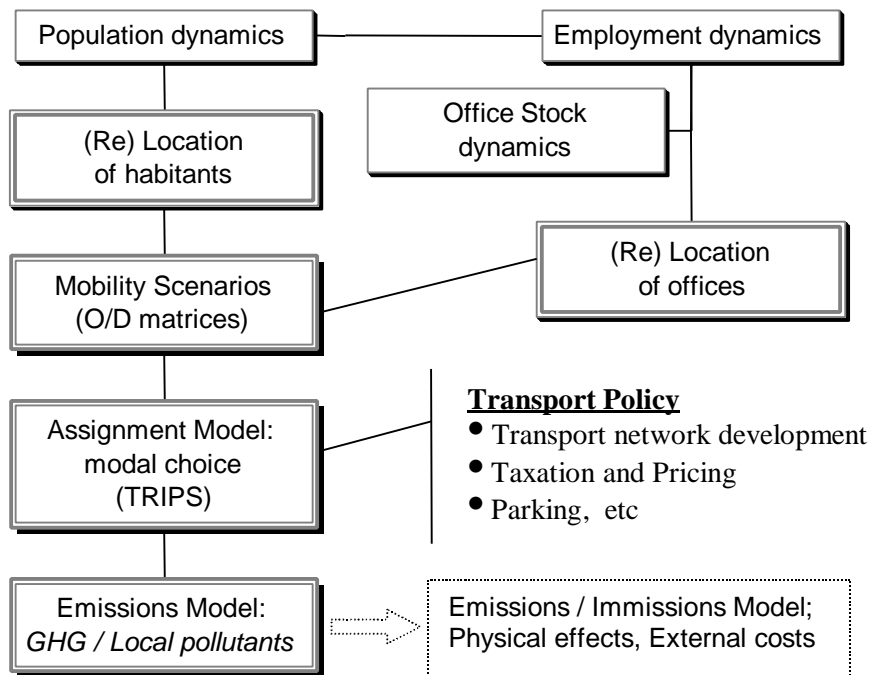 Population dynamics
Employment dynamics
Office Stock
dynamics
(Re) Location
of habitants
(Re) Location
of offices
Mobility Scenarios
(O/D matrices)
Transport Policy
• Transport network development
• Taxation and Pricing
• Parking, etc
Assignment Model:
modal choice
(TRIPS)
Emissions Model:
GHG / Local pollutants
Emissions / Immissions Model;
Physical effects, External costs